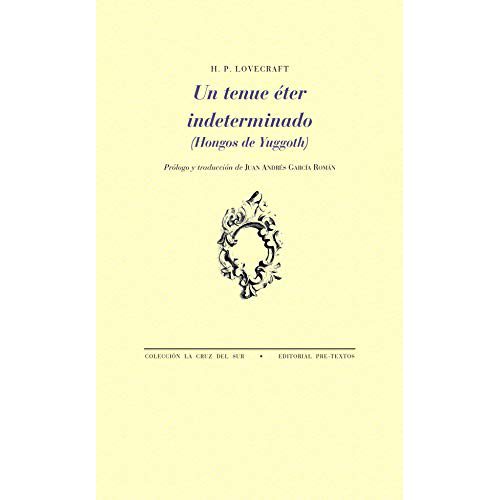 H. P. LOVECRAFT
Un tenue éter
indeterminado
(Hongos de Yuggoth)
Prólogo y traducción de JUAN ANDRÉS GARCÍA ROMÁN
COLECCIÓN LA CRUZ DEL SUR • EDITORIAL PRE-TEXTOS